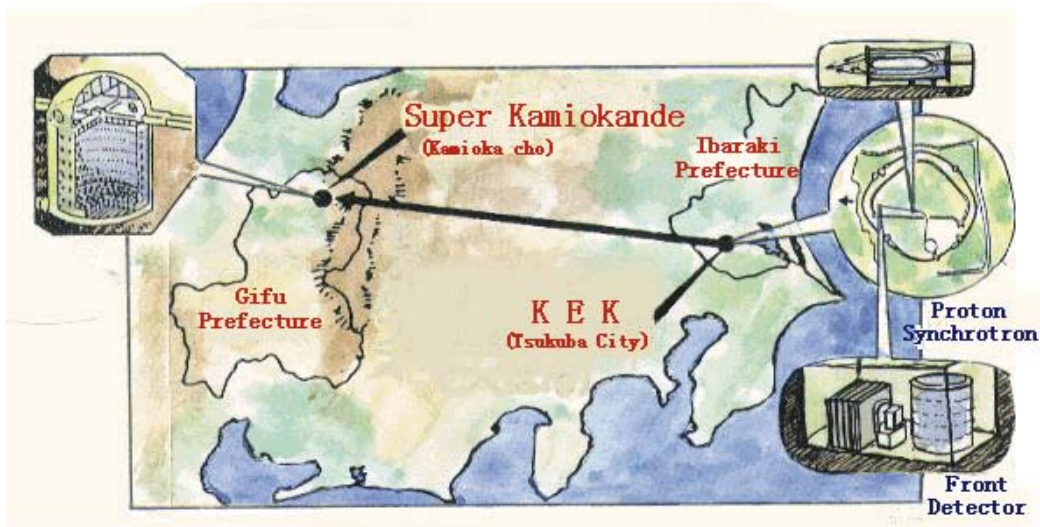 Super Kamiokande
(Kamioka cho)
Ibaraki
Prefecture
Gifu
Prefecture
K E K
(Tsukuba City)
Proton
Synchrotron
Front
Detector